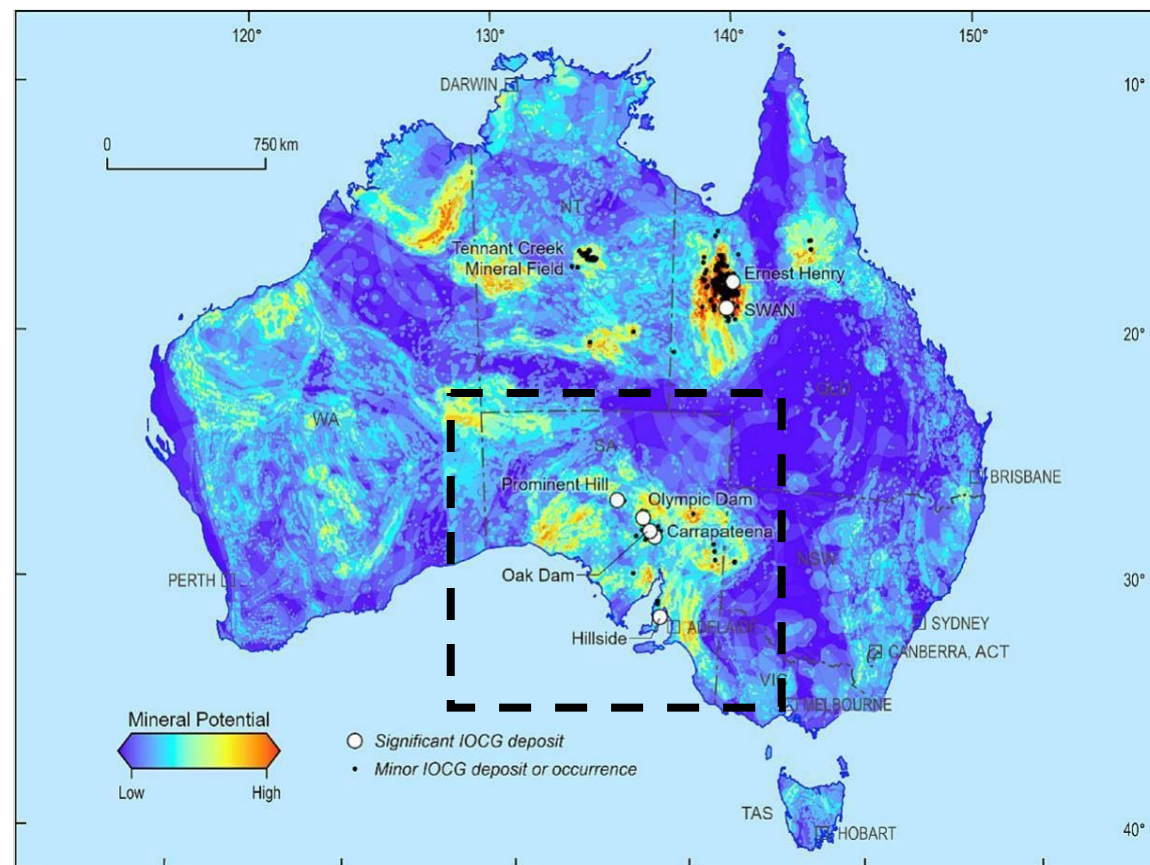 120°
130°
140°
150°
DARWIN
10°
0
750 km
NT
Tennant Creek
Mineral Field
Ernest Henry
SWAN
20°
QLD
WA
SA
Prominent Hill
Olympic Dam
BRISBANE
Carrapateena
Oak Dam
NSW
PERTH
30°
Hillside
ADELAIDE
SYDNEY
CANBERRA, ACT
VIC
MELBOURNE
Mineral Potential
Low
High
Significant IOCG deposit
Minor IOCG deposit or occurrence
TAS
HOBART
40°